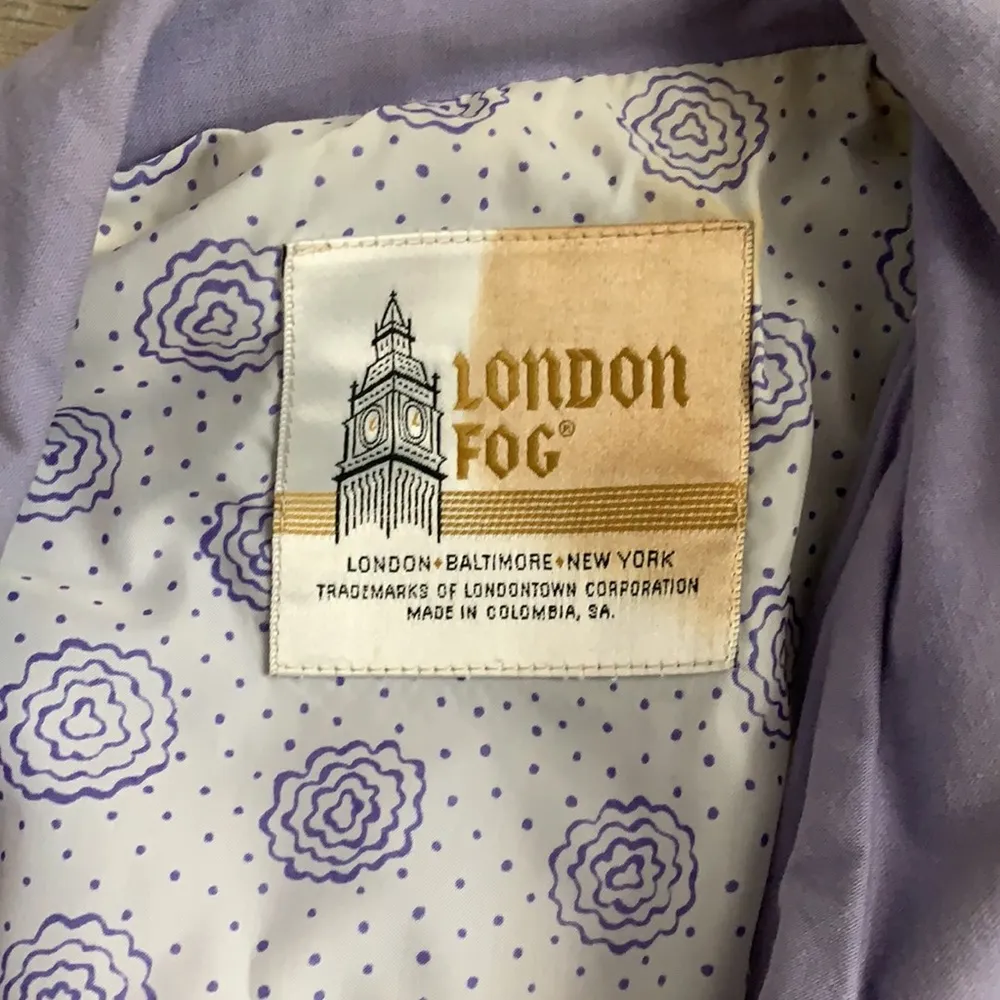 LONDON
FOG®
LONDON♦BALTIMORE♦NEW YORK
TRADEMARKS OF LONDONTOWN CORPORATION
MADE IN COLOMBIA, SA.